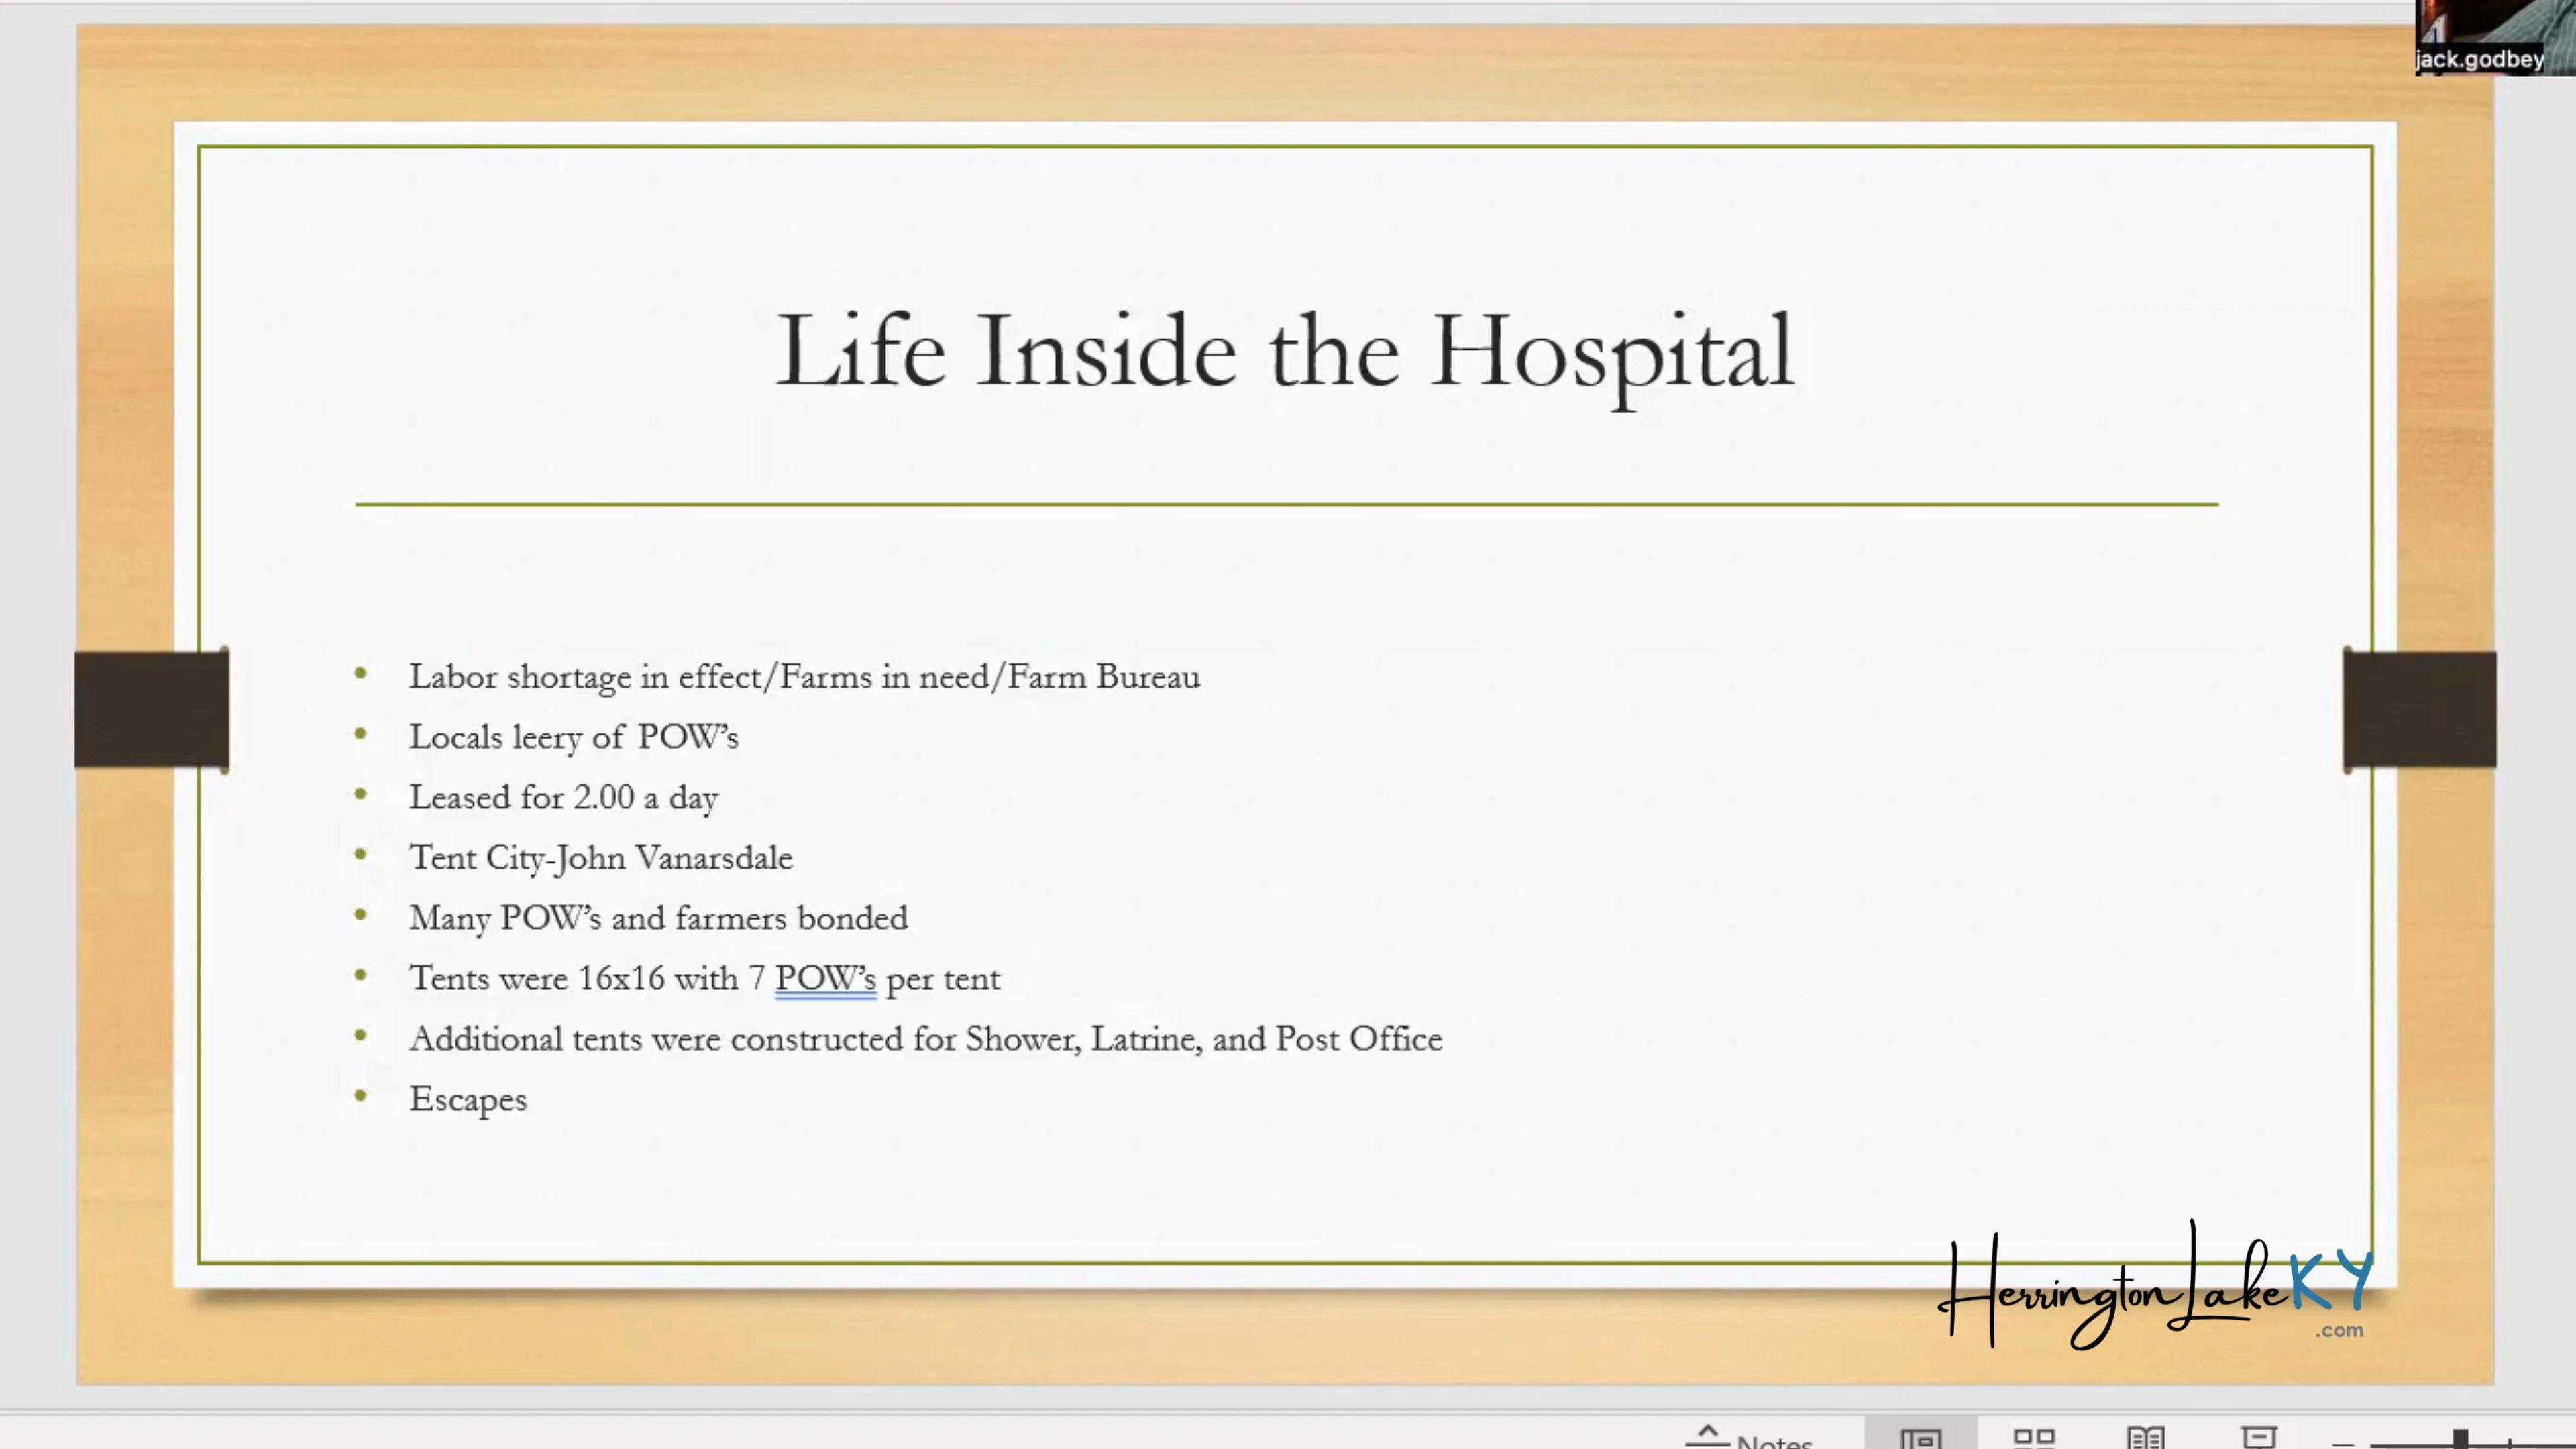 jack.godbey
Life Inside the Hospital
• Labor shortage in effect/Farms in need/Farm Bureau
• Locals leery of POW’s
• Leased for 2.00 a day
• Tent City-John Vanarsdale
• Many POW’s and farmers bonded
• Tents were 16x16 with 7 POW’s per tent
• Additional tents were constructed for Shower, Latrine, and Post Office
• Escapes
HerringtonLakeKY
.com
Notes